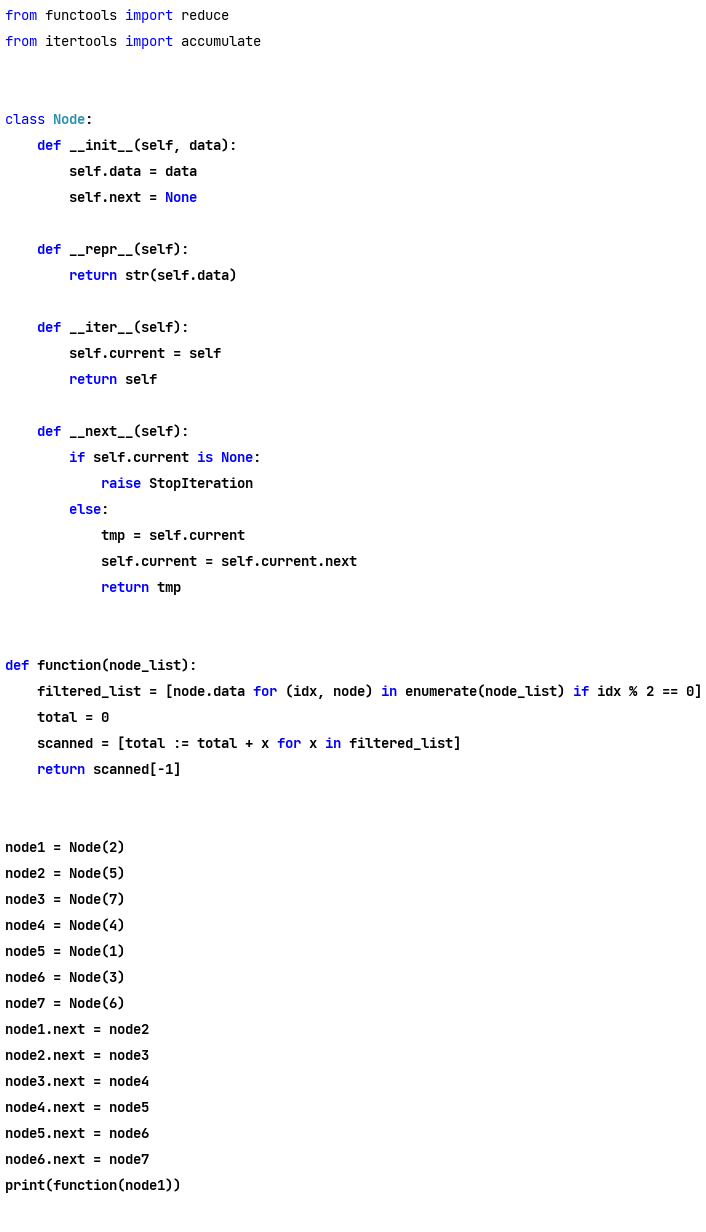 from functools import reduce
from itertools import accumulate


class Node:
    def __init__(self, data):
        self.data = data
        self.next = None

    def __repr__(self):
        return str(self.data)

    def __iter__(self):
        self.current = self
        return self

    def __next__(self):
        if self.current is None:
            raise StopIteration
        else:
            tmp = self.current
            self.current = self.current.next
            return tmp


def function(node_list):
    filtered_list = [node.data for (idx, node) in enumerate(node_list) if idx % 2 == 0]
    total = 0
    scanned = [total := total + x for x in filtered_list]
    return scanned[-1]


node1 = Node(2)
node2 = Node(5)
node3 = Node(7)
node4 = Node(4)
node5 = Node(1)
node6 = Node(3)
node7 = Node(6)
node1.next = node2
node2.next = node3
node3.next = node4
node4.next = node5
node5.next = node6
node6.next = node7
print(function(node1))